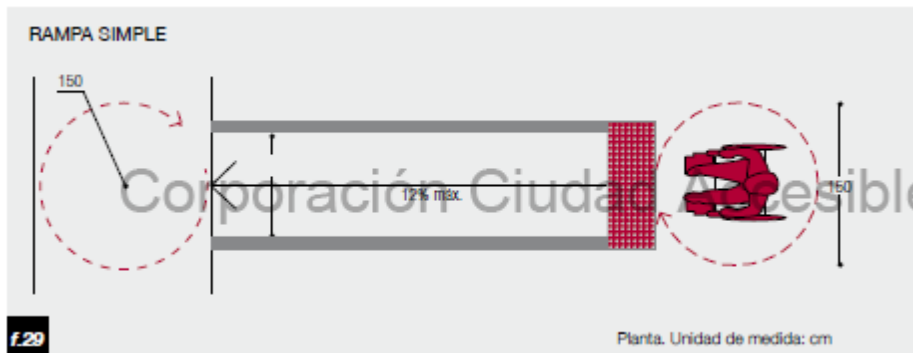 RAMPA SIMPLE
150
Corporación Ciudad Accesible
12% máx.
150
f.29
Planta. Unidad de medida: cm